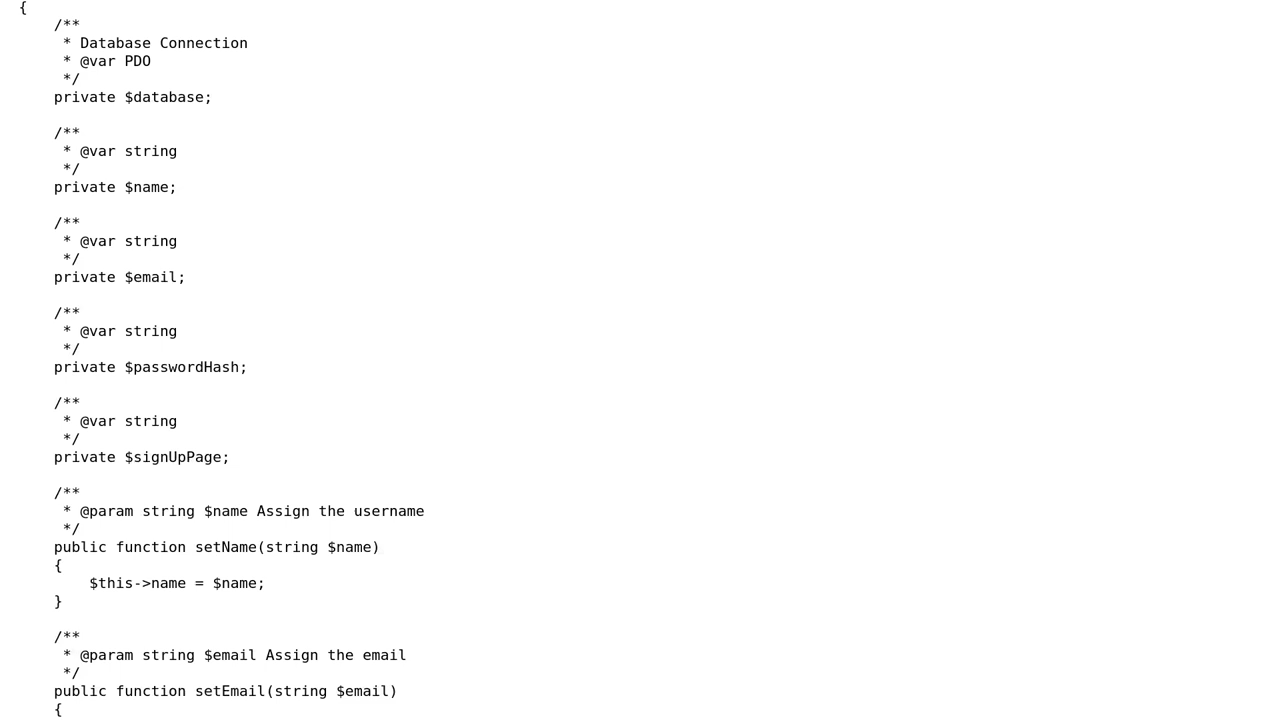 {
    /**
     * Database Connection
     * @var PDO
     */
    private $database;

    /**
     * @var string
     */
    private $name;

    /**
     * @var string
     */
    private $email;

    /**
     * @var string
     */
    private $passwordHash;

    /**
     * @var string
     */
    private $signUpPage;

    /**
     * @param string $name Assign the username
     */
    public function setName(string $name)
    {
        $this->name = $name;
    }

    /**
     * @param string $email Assign the email
     */
    public function setEmail(string $email)
    {